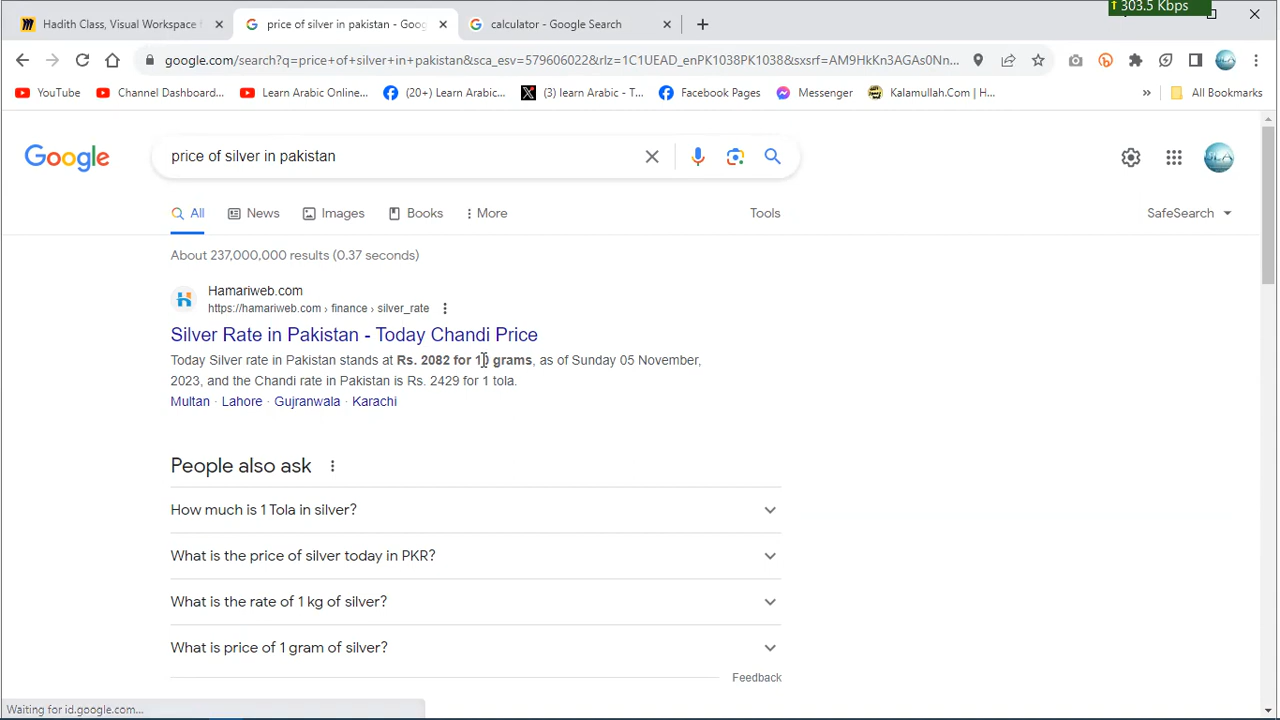 303.5 Kbps
Hadith Class, Visual Workspace
price of silver in pakistan - Goog
calculator - Google Search
google.com/search?q=price+of+silver+in+pakistan&sca_esv=579606022&rlz=1C1UEAD_enPK1038PK1038&sxsrf=AM9HkKn3AGAs0Nn...
YouTube
Channel Dashboard...
Learn Arabic Online...
(20+) Learn Arabic...
(3) learn Arabic - T...
Facebook Pages
Messenger
Kalamullah.Com | H...
»
All Bookmarks
Google
price of silver in pakistan
All
News
Images
Books
More
Tools
SafeSearch
About 237,000,000 results (0.37 seconds)
Hamariweb.com
https://hamariweb.com › finance › silver_rate
Silver Rate in Pakistan - Today Chandi Price
Today Silver rate in Pakistan stands at Rs. 2082 for 10 grams, as of Sunday 05 November,
2023, and the Chandi rate in Pakistan is Rs. 2429 for 1 tola.
Multan · Lahore · Gujranwala · Karachi
People also ask
How much is 1 Tola in silver?
What is the price of silver today in PKR?
What is the rate of 1 kg of silver?
What is price of 1 gram of silver?
Feedback
Waiting for id.google.com...